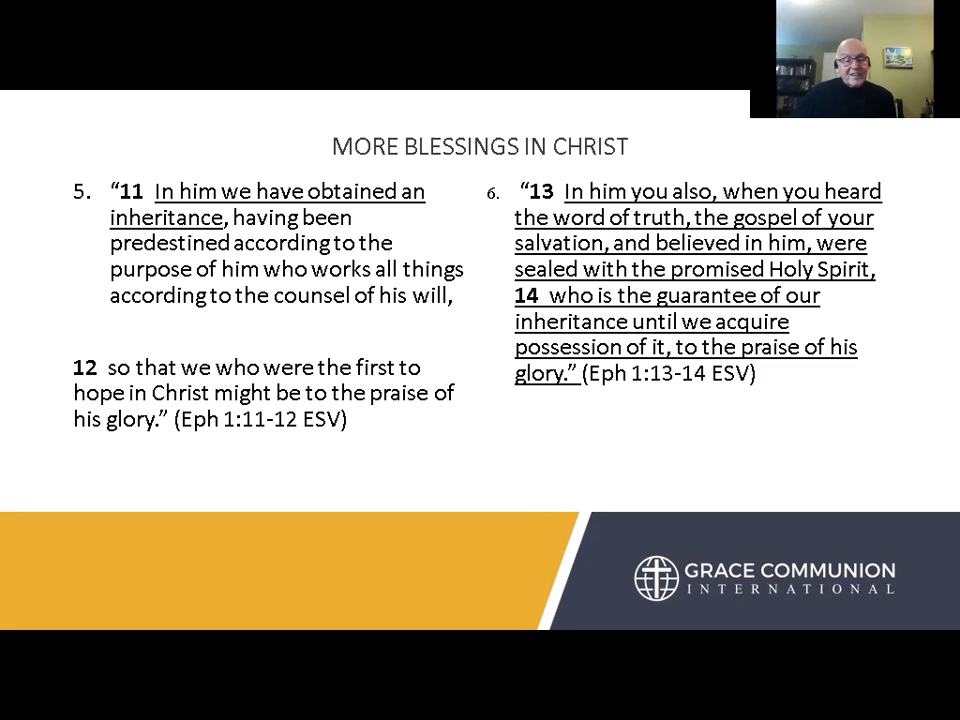 MORE BLESSINGS IN CHRIST
5. “11 In him we have obtained an
inheritance, having been
predestined according to the
purpose of him who works all things
according to the counsel of his will,
12 so that we who were the first to
hope in Christ might be to the praise of
his glory.” (Eph 1:11-12 ESV)
6. “13 In him you also, when you heard
the word of truth, the gospel of your
salvation, and believed in him, were
sealed with the promised Holy Spirit,
14 who is the guarantee of our
inheritance until we acquire
possession of it, to the praise of his
glory.” (Eph 1:13-14 ESV)
GRACE COMMUNION
INTERNATIONAL